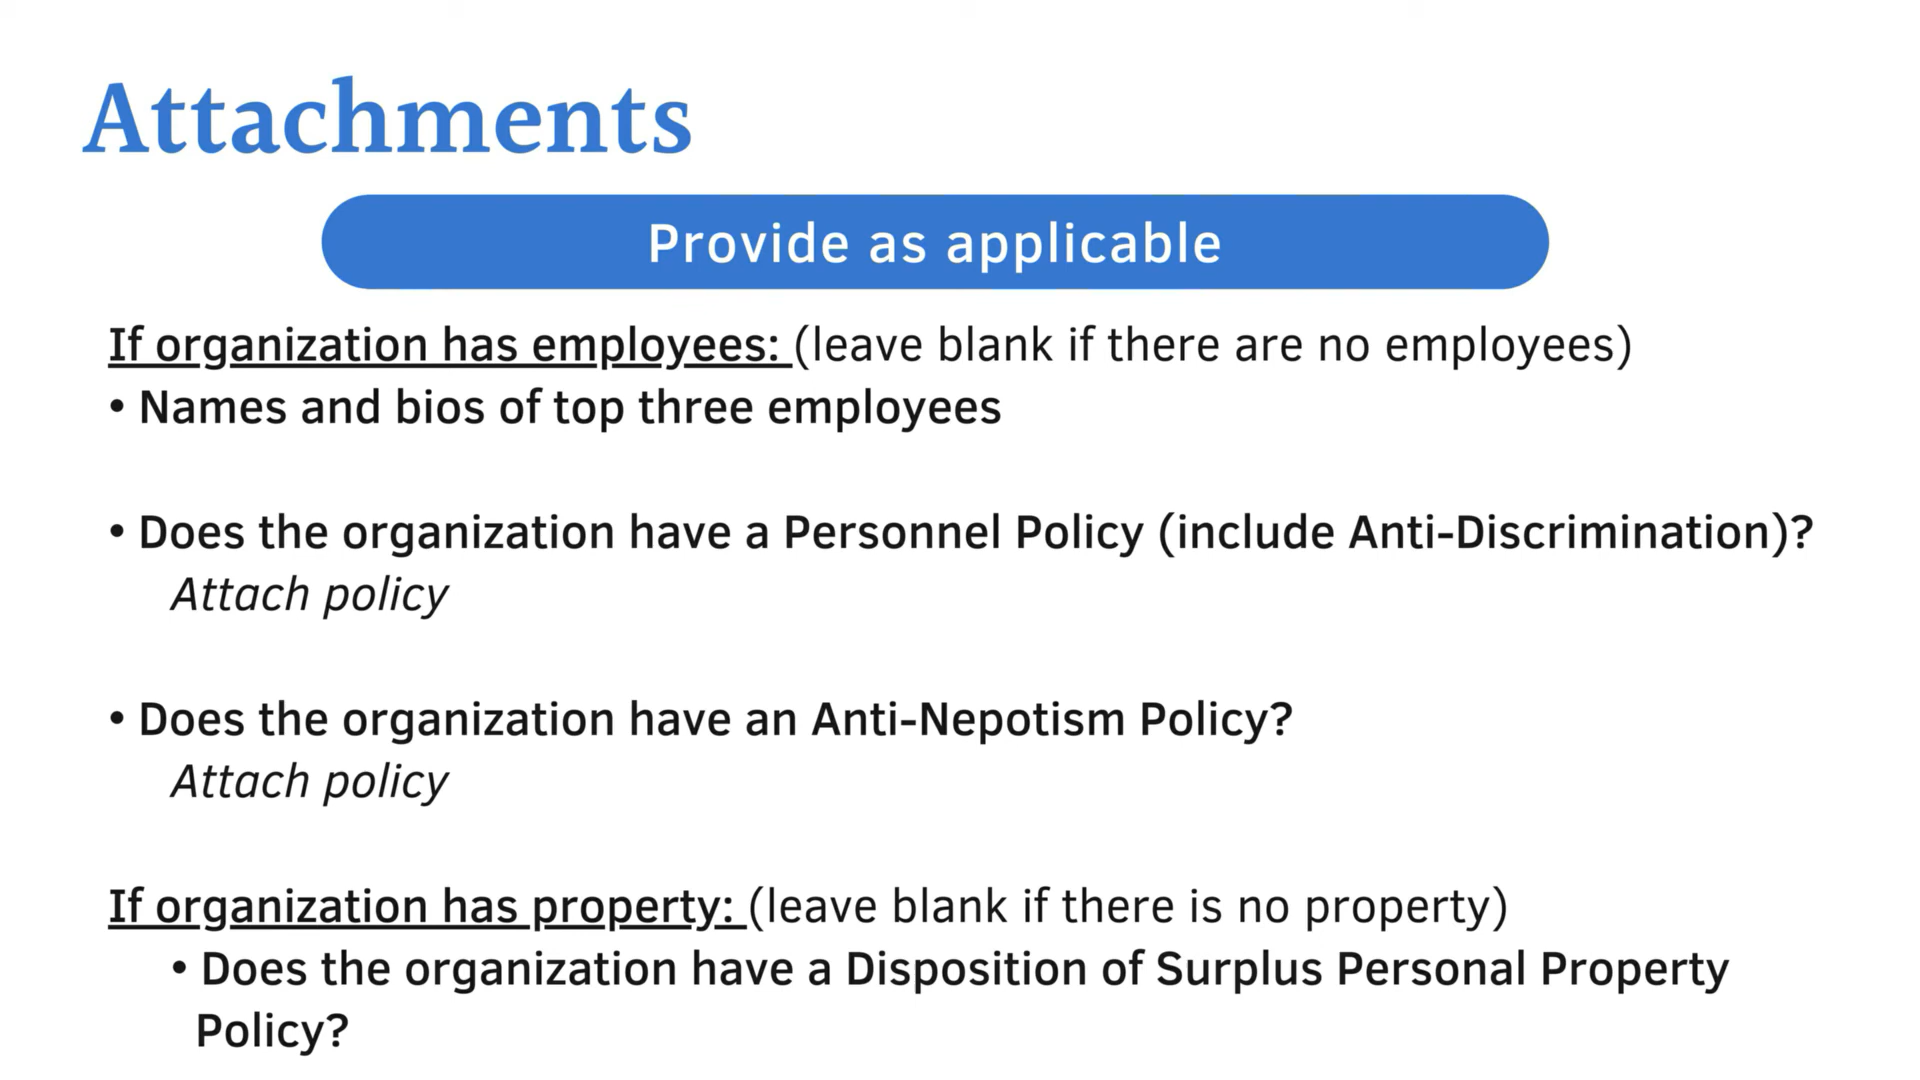 Attachments
Provide as applicable
If organization has employees: (leave blank if there are no employees)
• Names and bios of top three employees
• Does the organization have a Personnel Policy (include Anti-Discrimination)?
Attach policy
• Does the organization have an Anti-Nepotism Policy?
Attach policy
If organization has property: (leave blank if there is no property)
• Does the organization have a Disposition of Surplus Personal Property
Policy?